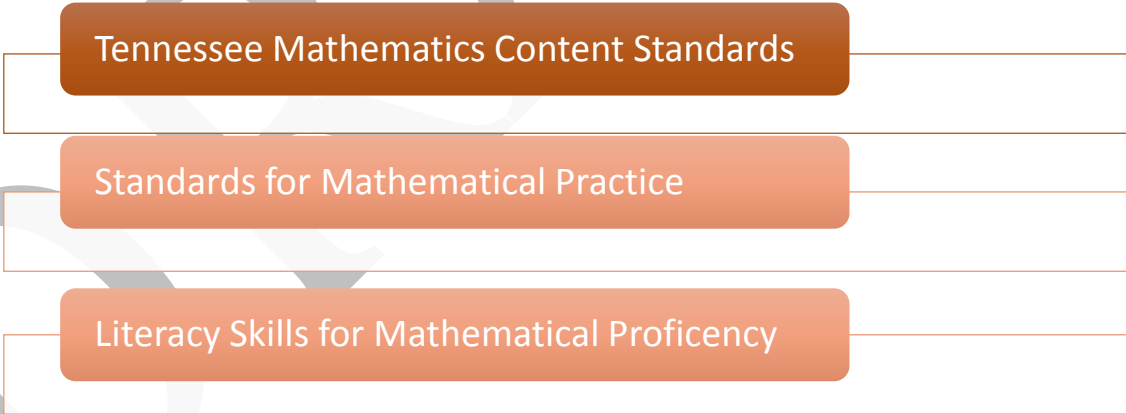 Tennessee Mathematics Content Standards
Standards for Mathematical Practice
Literacy Skills for Mathematical Proficency